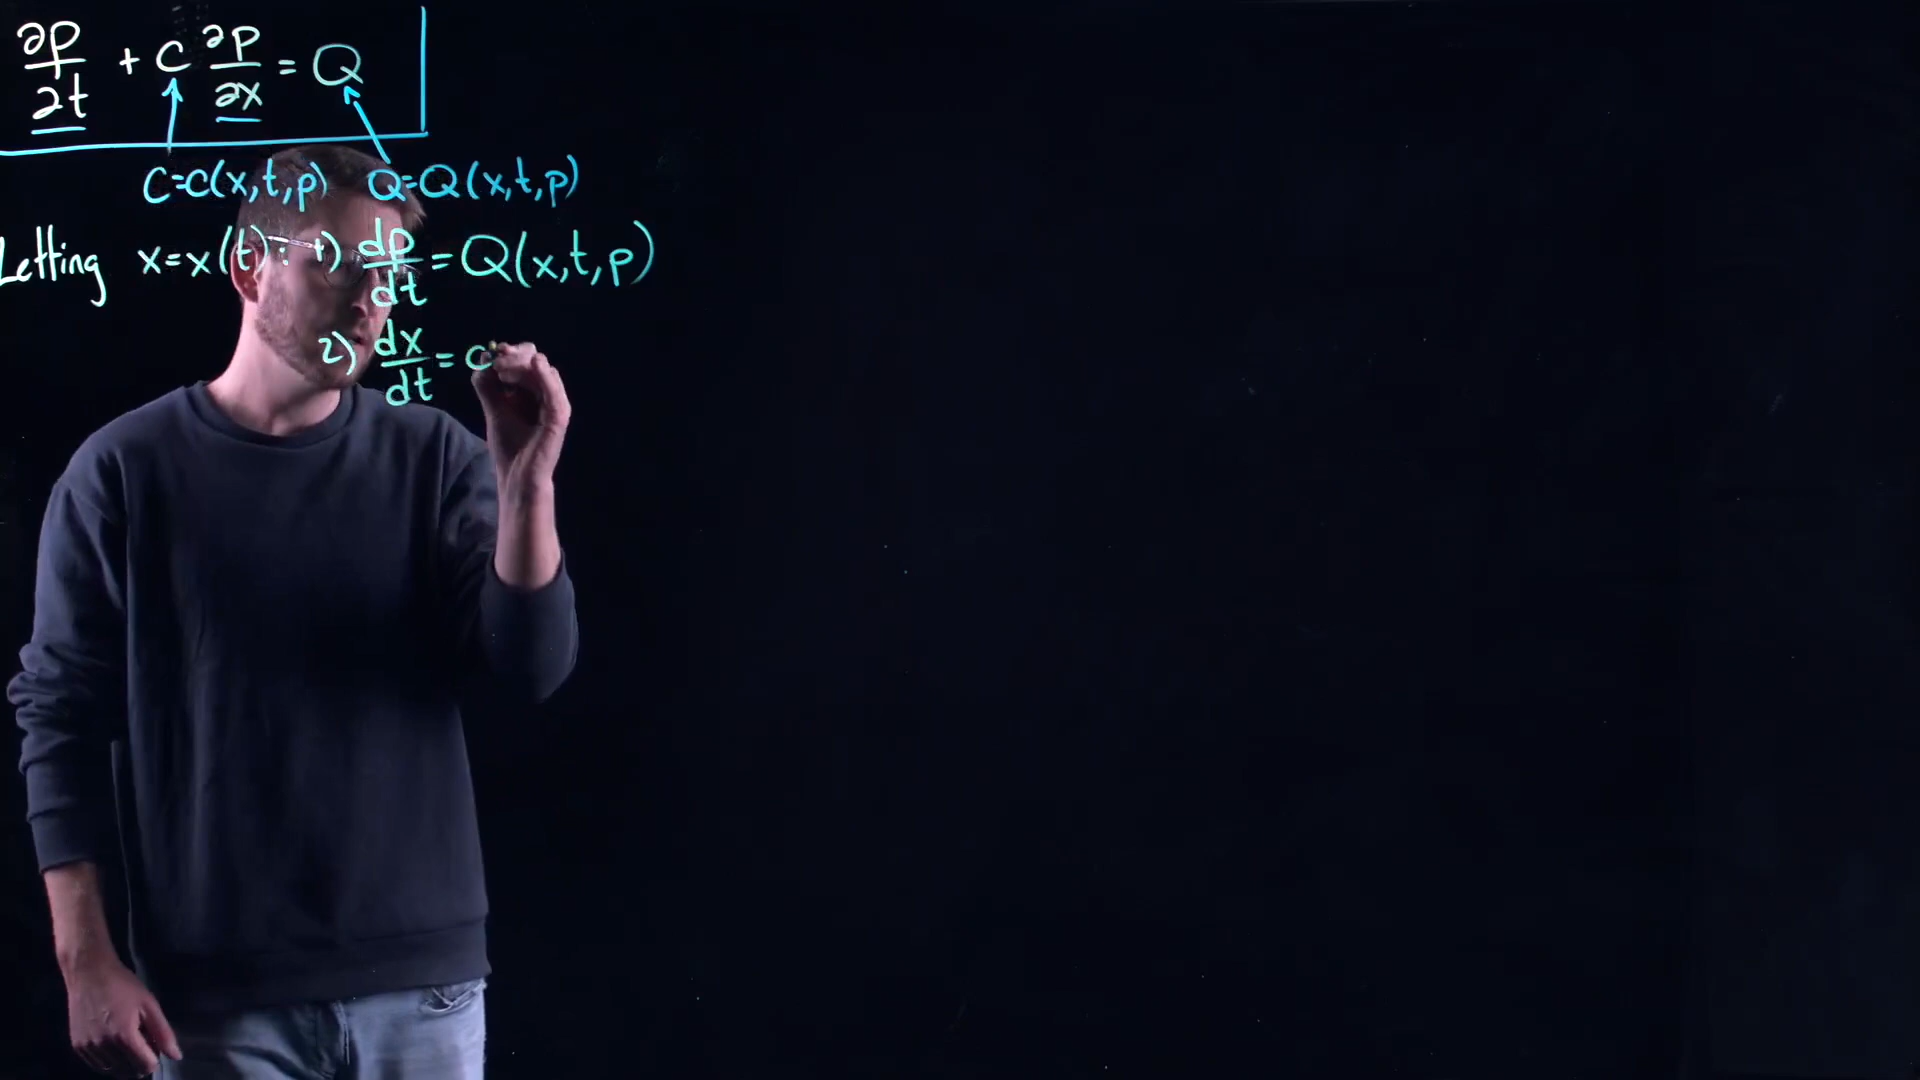 ∂p/∂t + c ∂p/∂x = Q
c=c(x,t,p) Q=Q(x,t,p)
Letting x=x(t): 1) dp/dt = Q(x,t,p)
2) dx/dt = c